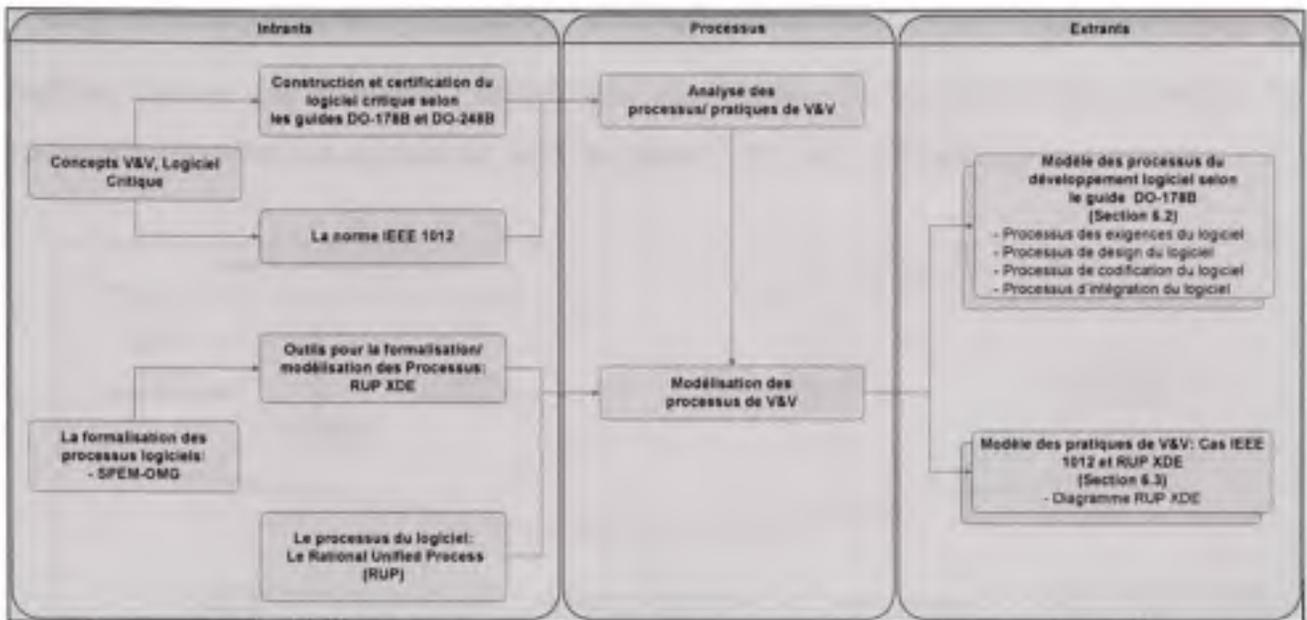 Intrants
Processus
Extrants
Construction et certification du
logiciel critique selon
les guides DO-178B et DO-248B
Analyse des
processus/ pratiques de V&V
Concepts V&V, Logiciel
Critique
La norme IEEE 1012
Modèle des processus du
développement logiciel selon
le guide DO-178B
(Section 6.2)
- Processus des exigences du logiciel
- Processus de design du logiciel
- Processus de codification du logiciel
- Processus d'intégration du logiciel
Outils pour la formalisation/
modélisation des Processus:
RUP XDE
Modélisation des
processus de V&V
La formalisation des
processus logiciels:
- SPEM-OMG
Modèle des pratiques de V&V: Cas IEEE
1012 et RUP XDE
(Section 6.3)
- Diagramme RUP XDE
Le processus du logiciel:
Le Rational Unified Process
(RUP)